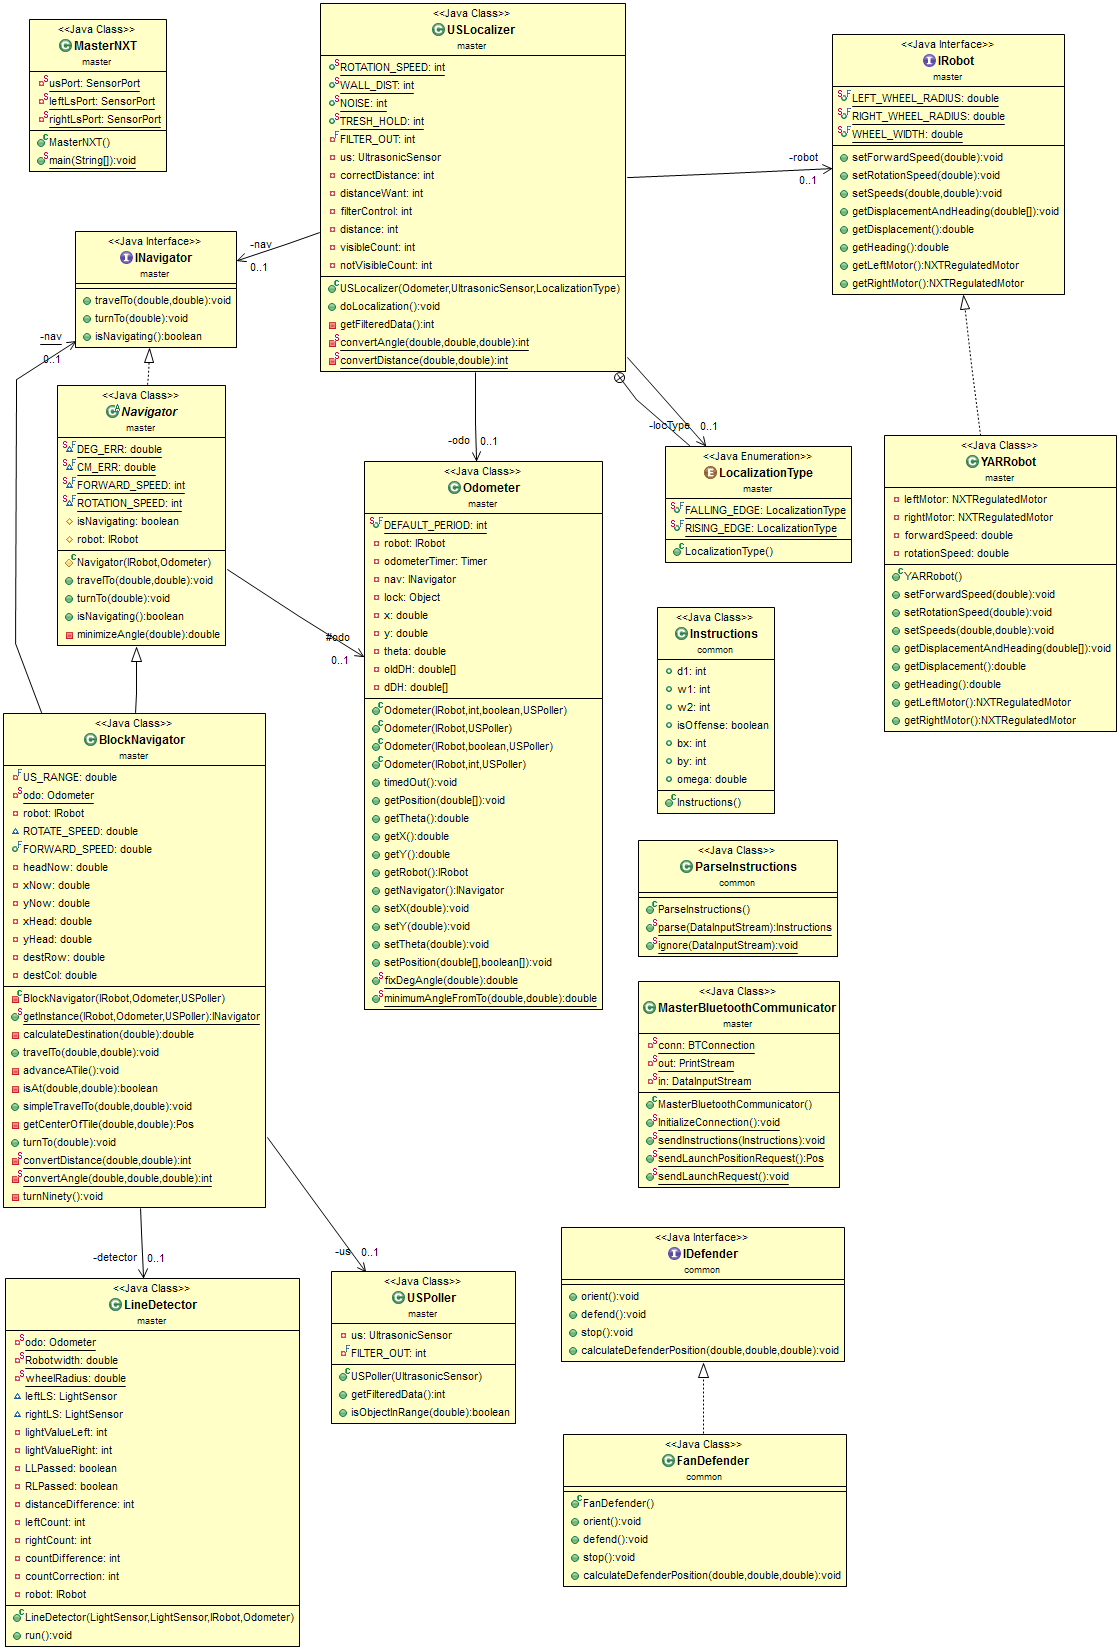 <<Java Class>>
MasterNXT
master
usPort: SensorPort
leftLsPort: SensorPort
rightLsPort: SensorPort
MasterNXT()
main(String[]):void
<<Java Class>>
USLocalizer
master
ROTATION_SPEED: int
WALL_DIST: int
NOISE: int
TRESH_HOLD: int
FILTER_OUT: int
us: UltrasonicSensor
correctDistance: int
distanceWant: int
filterControl: int
distance: int
visibleCount: int
notVisibleCount: int
USLocalizer(Odometer,UltrasonicSensor,LocalizationType)
doLocalization():void
getFilteredData():int
convertAngle(double,double,double):int
convertDistance(double,double):int
<<Java Interface>>
IRobot
master
LEFT_WHEEL_RADIUS: double
RIGHT_WHEEL_RADIUS: double
WHEEL_WIDTH: double
setForwardSpeed(double):void
setRotationSpeed(double):void
setSpeeds(double,double):void
getDisplacementAndHeading(double[]):void
getDisplacement():double
getHeading():double
getLeftMotor():NXTRegulatedMotor
getRightMotor():NXTRegulatedMotor
-robot
0..1
-nav
0..1
<<Java Interface>>
INavigator
master
travelTo(double,double):void
turnTo(double):void
isNavigating():boolean
-nav
0..1
<<Java Class>>
Navigator
master
DEG_ERR: double
CM_ERR: double
FORWARD_SPEED: int
ROTATION_SPEED: int
isNavigating: boolean
robot: IRobot
Navigator(IRobot,Odometer)
travelTo(double,double):void
turnTo(double):void
isNavigating():boolean
minimizeAngle(double):double
-odo
0..1
-locType
0..1
#odo
0..1
<<Java Class>>
Odometer
master
DEFAULT_PERIOD: int
robot: IRobot
odometerTimer: Timer
nav: INavigator
lock: Object
x: double
y: double
theta: double
oldDH: double[]
dDH: double[]
Odometer(IRobot,int,boolean,USPoller)
Odometer(IRobot,USPoller)
Odometer(IRobot,boolean,USPoller)
Odometer(IRobot,int,USPoller)
timedOut():void
getPosition(double[]):void
getTheta():double
getX():double
getY():double
getRobot():IRobot
getNavigator():INavigator
setX(double):void
setY(double):void
setTheta(double):void
setPosition(double[],boolean[]):void
fixDegAngle(double):double
minimumAngleFromTo(double,double):double
<<Java Enumeration>>
LocalizationType
master
FALLING_EDGE: LocalizationType
RISING_EDGE: LocalizationType
LocalizationType()
<<Java Class>>
YARRobot
master
leftMotor: NXTRegulatedMotor
rightMotor: NXTRegulatedMotor
forwardSpeed: double
rotationSpeed: double
YARRobot()
setForwardSpeed(double):void
setRotationSpeed(double):void
setSpeeds(double,double):void
getDisplacementAndHeading(double[]):void
getDisplacement():double
getHeading():double
getLeftMotor():NXTRegulatedMotor
getRightMotor():NXTRegulatedMotor
<<Java Class>>
Instructions
common
d1: int
w1: int
w2: int
isOffense: boolean
bx: int
by: int
omega: double
Instructions()
<<Java Class>>
BlockNavigator
master
US_RANGE: double
odo: Odometer
robot: IRobot
ROTATE_SPEED: double
FORWARD_SPEED: double
headNow: double
xNow: double
yNow: double
xHead: double
yHead: double
destRow: double
destCol: double
BlockNavigator(IRobot,Odometer,USPoller)
getInstance(IRobot,Odometer,USPoller):INavigator
calculateDestination(double):double
travelTo(double,double):void
advanceATile():void
isAt(double,double):boolean
simpleTravelTo(double,double):void
getCenterOfTile(double,double):Pos
turnTo(double):void
convertDistance(double,double):int
convertAngle(double,double,double):int
turnNinety():void
<<Java Class>>
ParseInstructions
common
ParseInstructions()
parse(DataInputStream):Instructions
ignore(DataInputStream):void
<<Java Class>>
MasterBluetoothCommunicator
master
conn: BTConnection
out: PrintStream
in: DataInputStream
MasterBluetoothCommunicator()
InitializeConnection():void
sendInstructions(Instructions):void
sendLaunchPositionRequest():Pos
sendLaunchRequest():void
-detector
0..1
-us
0..1
<<Java Class>>
LineDetector
master
odo: Odometer
Robotwidth: double
wheelRadius: double
leftLS: LightSensor
rightLS: LightSensor
lightValueLeft: int
lightValueRight: int
LLPassed: boolean
RLPassed: boolean
distanceDifference: int
leftCount: int
rightCount: int
countDifference: int
countCorrection: int
robot: IRobot
LineDetector(LightSensor,LightSensor,IRobot,Odometer)
run():void
<<Java Class>>
USPoller
master
us: UltrasonicSensor
FILTER_OUT: int
USPoller(UltrasonicSensor)
getFilteredData():int
isObjectInRange(double):boolean
<<Java Interface>>
IDefender
common
orient():void
defend():void
stop():void
calculateDefenderPosition(double,double,double):void
<<Java Class>>
FanDefender
common
FanDefender()
orient():void
defend():void
stop():void
calculateDefenderPosition(double,double,double):void